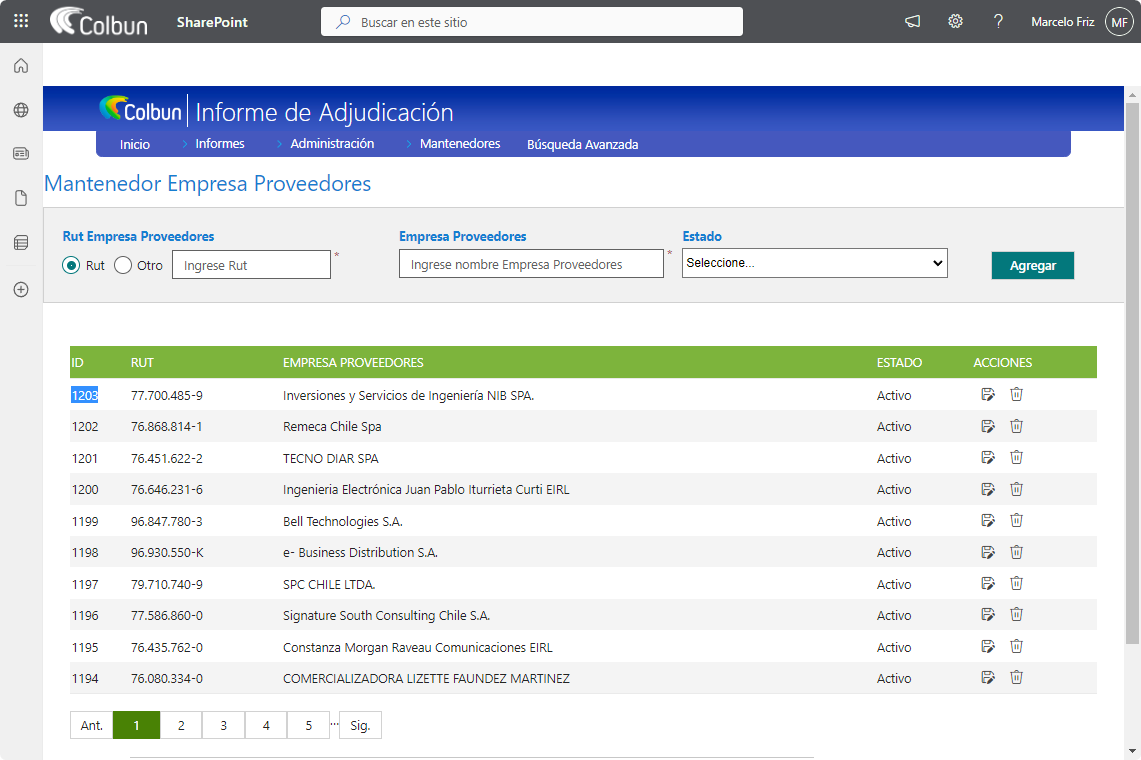 Colbun SharePoint Buscar en este sitio ? Marcelo Friz MF
Colbun Informe de Adjudicación
Inicio Informes Administración Mantenedores Búsqueda Avanzada
Mantenedor Empresa Proveedores
Rut Empresa Proveedores Empresa Proveedores Estado
Rut Otro Ingrese Rut * Ingrese nombre Empresa Proveedores * Seleccione... Agregar
ID RUT EMPRESA PROVEEDORES ESTADO ACCIONES
1203 77.700.485-9 Inversiones y Servicios de Ingeniería NIB SPA. Activo
1202 76.868.814-1 Remeca Chile Spa Activo
1201 76.451.622-2 TECNO DIAR SPA Activo
1200 76.646.231-6 Ingenieria Electrónica Juan Pablo Iturrieta Curti EIRL Activo
1199 96.847.780-3 Bell Technologies S.A. Activo
1198 96.930.550-K e- Business Distribution S.A. Activo
1197 79.710.740-9 SPC CHILE LTDA. Activo
1196 77.586.860-0 Signature South Consulting Chile S.A. Activo
1195 76.435.762-0 Constanza Morgan Raveau Comunicaciones EIRL Activo
1194 76.080.334-0 COMERCIALIZADORA LIZETTE FAUNDEZ MARTINEZ Activo
Ant. 1 2 3 4 5 ... Sig.